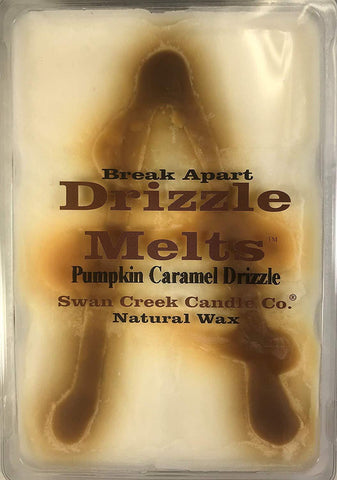 Break Apart
Drizzle
Melts™
Pumpkin Caramel Drizzle
Swan Creek Candle Co.®
Natural Wax